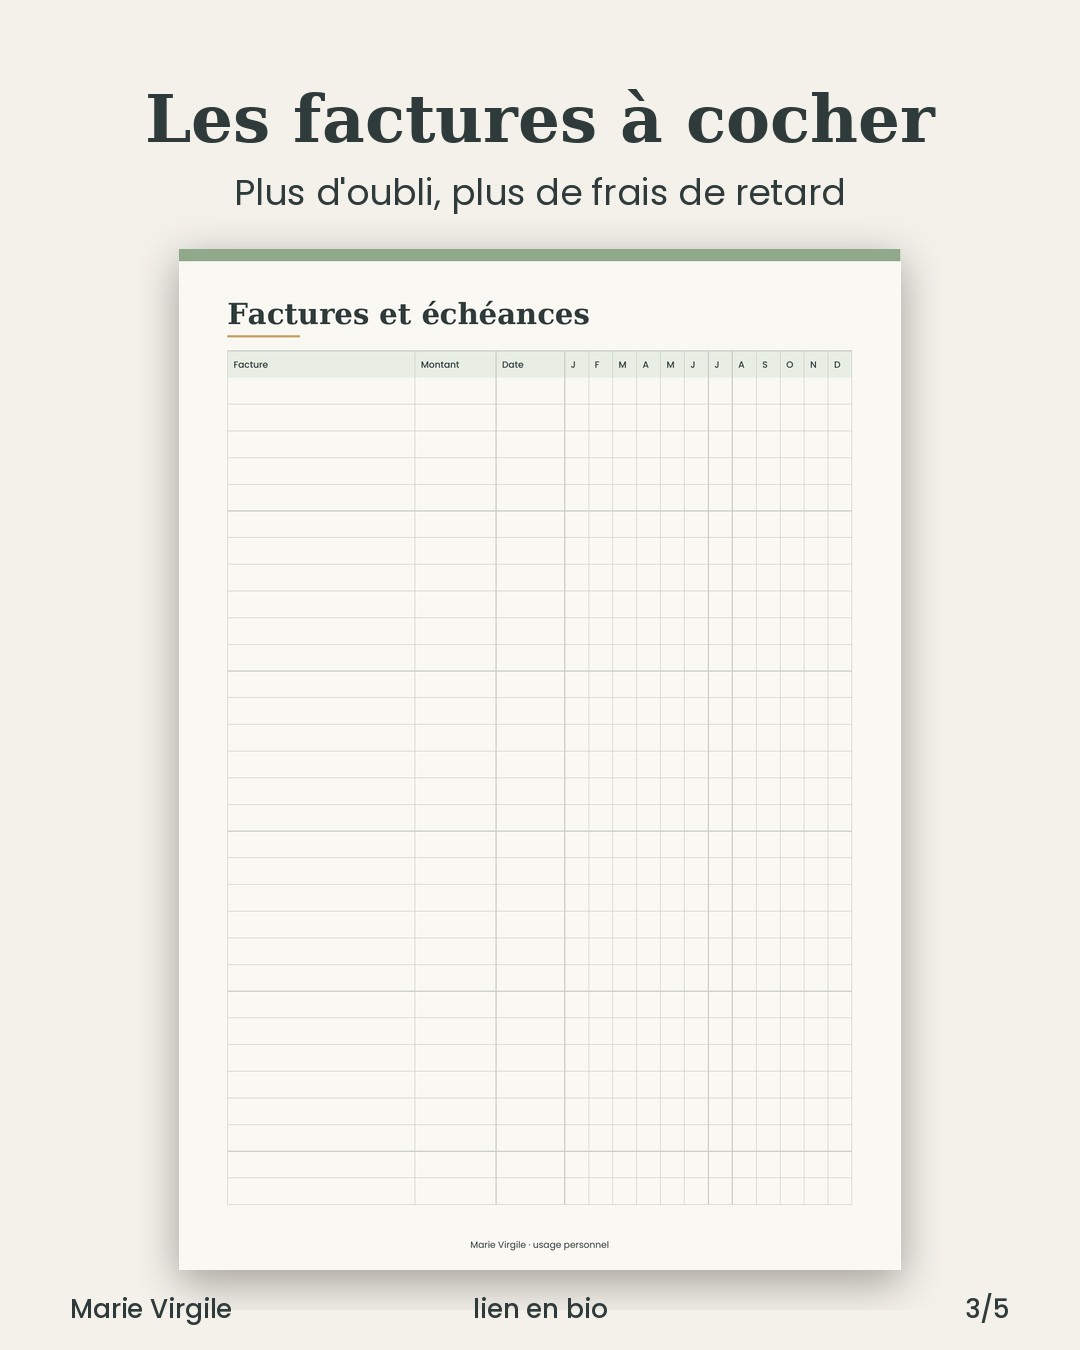 Les factures à cocher
Plus d'oubli, plus de frais de retard
Factures et échéances
Facture Montant Date J F M A M J J A S O N D
Marie Virgile · usage personnel
Marie Virgile lien en bio 3/5